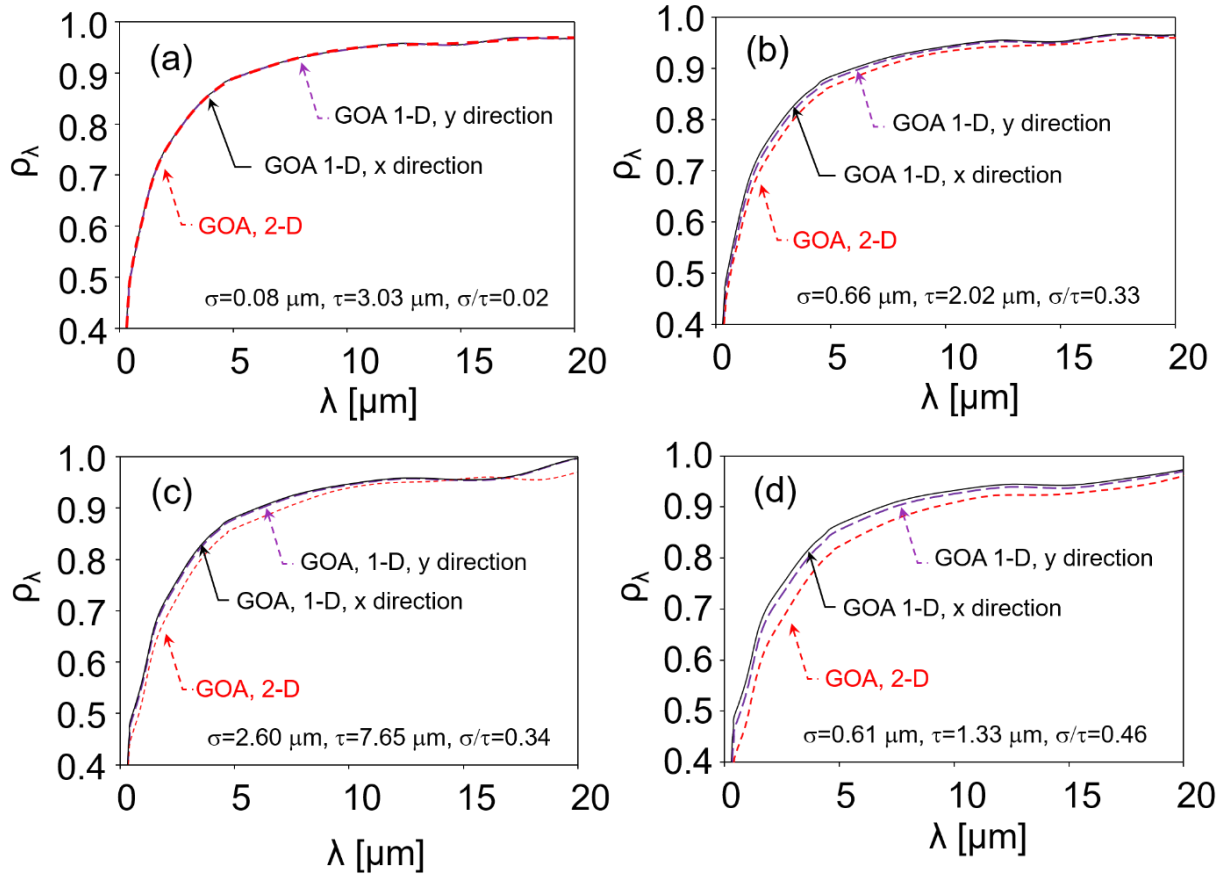 (a)
1.0
0.9
0.8
0.7
0.6
0.5
0.4
ρλ
GOA 1-D, y direction
GOA 1-D, x direction
GOA, 2-D
σ=0.08 μm, τ=3.03 μm, σ/τ=0.02
0 5 10 15 20
λ [μm]
(b)
1.0
0.9
0.8
0.7
0.6
0.5
0.4
ρλ
GOA 1-D, y direction
GOA 1-D, x direction
GOA, 2-D
σ=0.66 μm, τ=2.02 μm, σ/τ=0.33
0 5 10 15 20
λ [μm]
(c)
1.0
0.9
0.8
0.7
0.6
0.5
0.4
ρλ
GOA, 1-D, y direction
GOA, 1-D, x direction
GOA, 2-D
σ=2.60 μm, τ=7.65 μm, σ/τ=0.34
0 5 10 15 20
λ [μm]
(d)
1.0
0.9
0.8
0.7
0.6
0.5
0.4
ρλ
GOA 1-D, y direction
GOA 1-D, x direction
GOA, 2-D
σ=0.61 μm, τ=1.33 μm, σ/τ=0.46
0 5 10 15 20
λ [μm]